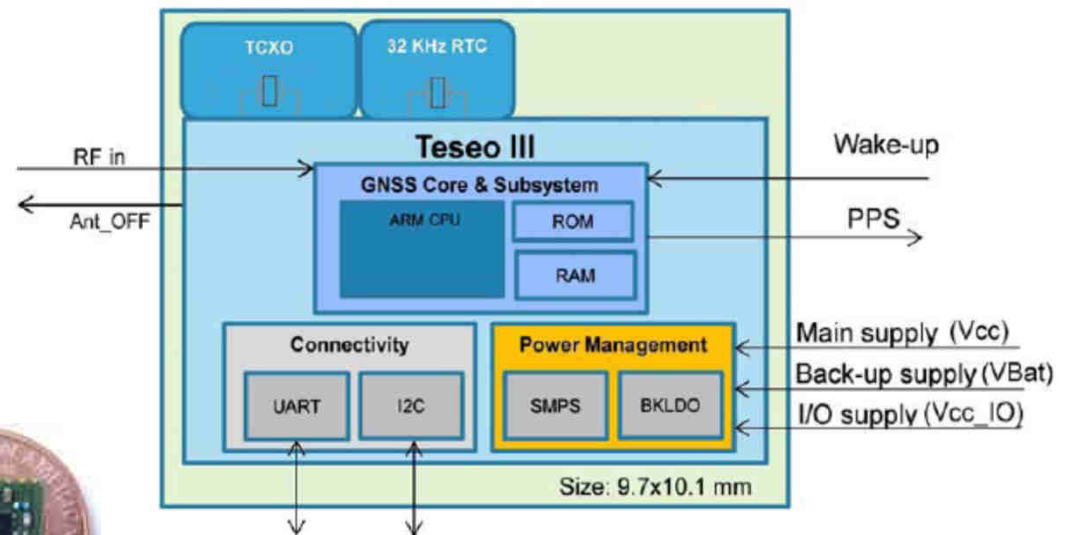 TCXO
32 KHz RTC
Teseo III
RF in
Wake-up
GNSS Core & Subsystem
Ant_OFF
ARM CPU
ROM
PPS
RAM
Connectivity
Power Management
Main supply (Vcc)
Back-up supply (VBat)
UART
I2C
SMPS
BKLDO
I/O supply (Vcc_IO)
Size: 9.7x10.1 mm